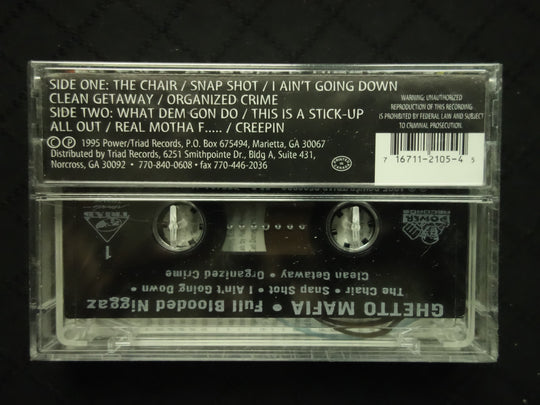 SIDE ONE: THE CHAIR / SNAP SHOT / I AIN'T GOING DOWN
CLEAN GETAWAY / ORGANIZED CRIME
SIDE TWO: WHAT DEM GON DO / THIS IS A STICK-UP
ALL OUT / REAL MOTHA F..... / CREEPIN
© ℗ 1995 Power/Triad Records, P.O. Box 675494, Marietta, GA 30067
Distributed by Triad Records, 6251 Smithpointe Dr., Bldg A, Suite 431,
Norcross, GA 30092 • 770-840-0608 • fax 770-446-2036
WARNING: UNAUTHORIZED
REPRODUCTION OF THIS RECORDING
IS PROHIBITED BY FEDERAL LAW AND SUBJECT
TO CRIMINAL PROSECUTION.
7 16711-2105-4 5
GHETTO MAFIA • Full Blooded Niggaz
The Chair • Snap Shot • I Ain't Going Down •
Clean Getaway • Organized Crime
1
TRIAD
POWER
RECORDS